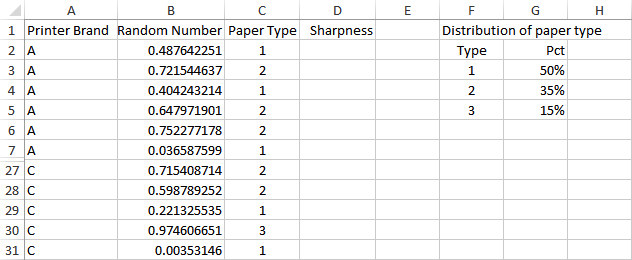 A B C D E F G H
1 Printer Brand Random Number Paper Type Sharpness Distribution of paper type
2 A 0.487642251 1 Type Pct
3 A 0.721544637 2 1 50%
4 A 0.404243214 1 2 35%
5 A 0.647971901 2 3 15%
6 A 0.752277178 2
7 A 0.036587599 1
27 C 0.715408714 2
28 C 0.598789252 2
29 C 0.221325535 1
30 C 0.974606651 3
31 C 0.00353146 1